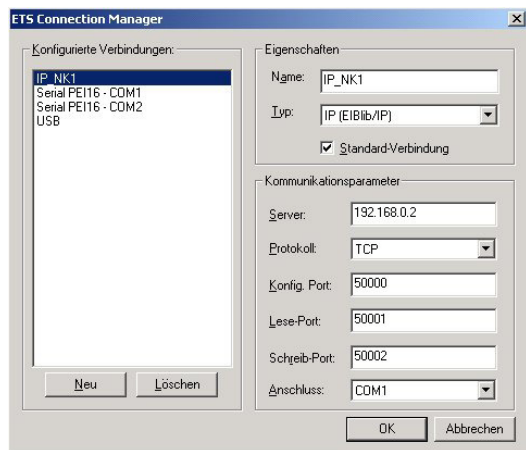 ETS Connection Manager
Konfigurierte Verbindungen:
IP_NK1
Serial PEI16 - COM1
Serial PEI16 - COM2
USB
Neu
Löschen
Eigenschaften
Name: IP_NK1
Typ: IP (EIBlib/IP)
Standard-Verbindung
Kommunikationsparameter
Server: 192.168.0.2
Protokoll: TCP
Konfig. Port: 50000
Lese-Port: 50001
Schreib-Port: 50002
Anschluss: COM1
OK
Abbrechen